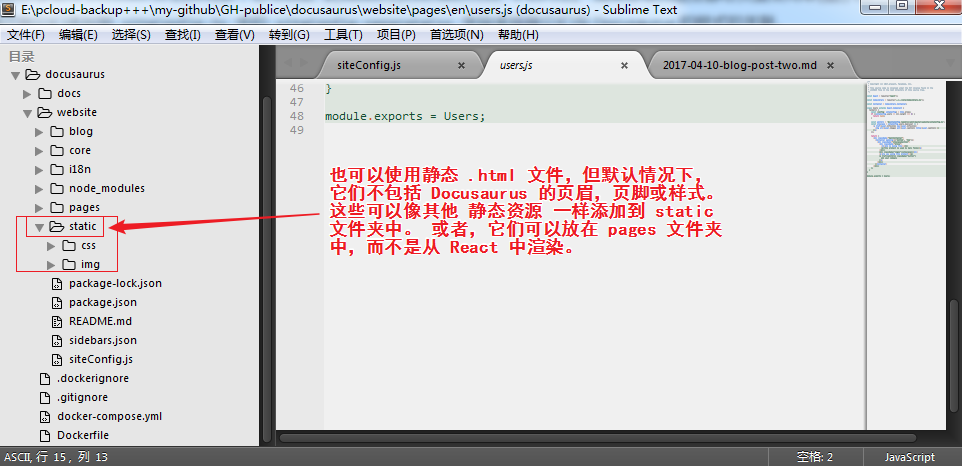 E:\pcloud-backup+++\my-github\GH-publice\docusaurus\website\pages\en\users.js (docusaurus) - Sublime Text
文件(F) 编辑(E) 选择(S) 查找(I) 查看(V) 转到(G) 工具(T) 项目(P) 首选项(N) 帮助(H)
目录
docusaurus
docs
website
blog
core
i18n
node_modules
pages
static
css
img
package-lock.json
package.json
README.md
sidebars.json
siteConfig.js
.dockerignore
.gitignore
docker-compose.yml
Dockerfile
siteConfig.js × users.js × 2017-04-10-blog-post-two.md ×
46 }
47
48 module.exports = Users;
49
也可以使用静态 .html 文件，但默认情况下，
它们不包括 Docusaurus 的页眉，页脚或样式。
这些可以像其他 静态资源 一样添加到 static
文件夹中。 或者，它们可以放在 pages 文件夹
中，而不是从 React 中渲染。
ASCII, 行 15 , 列 13 空格: 2 JavaScript